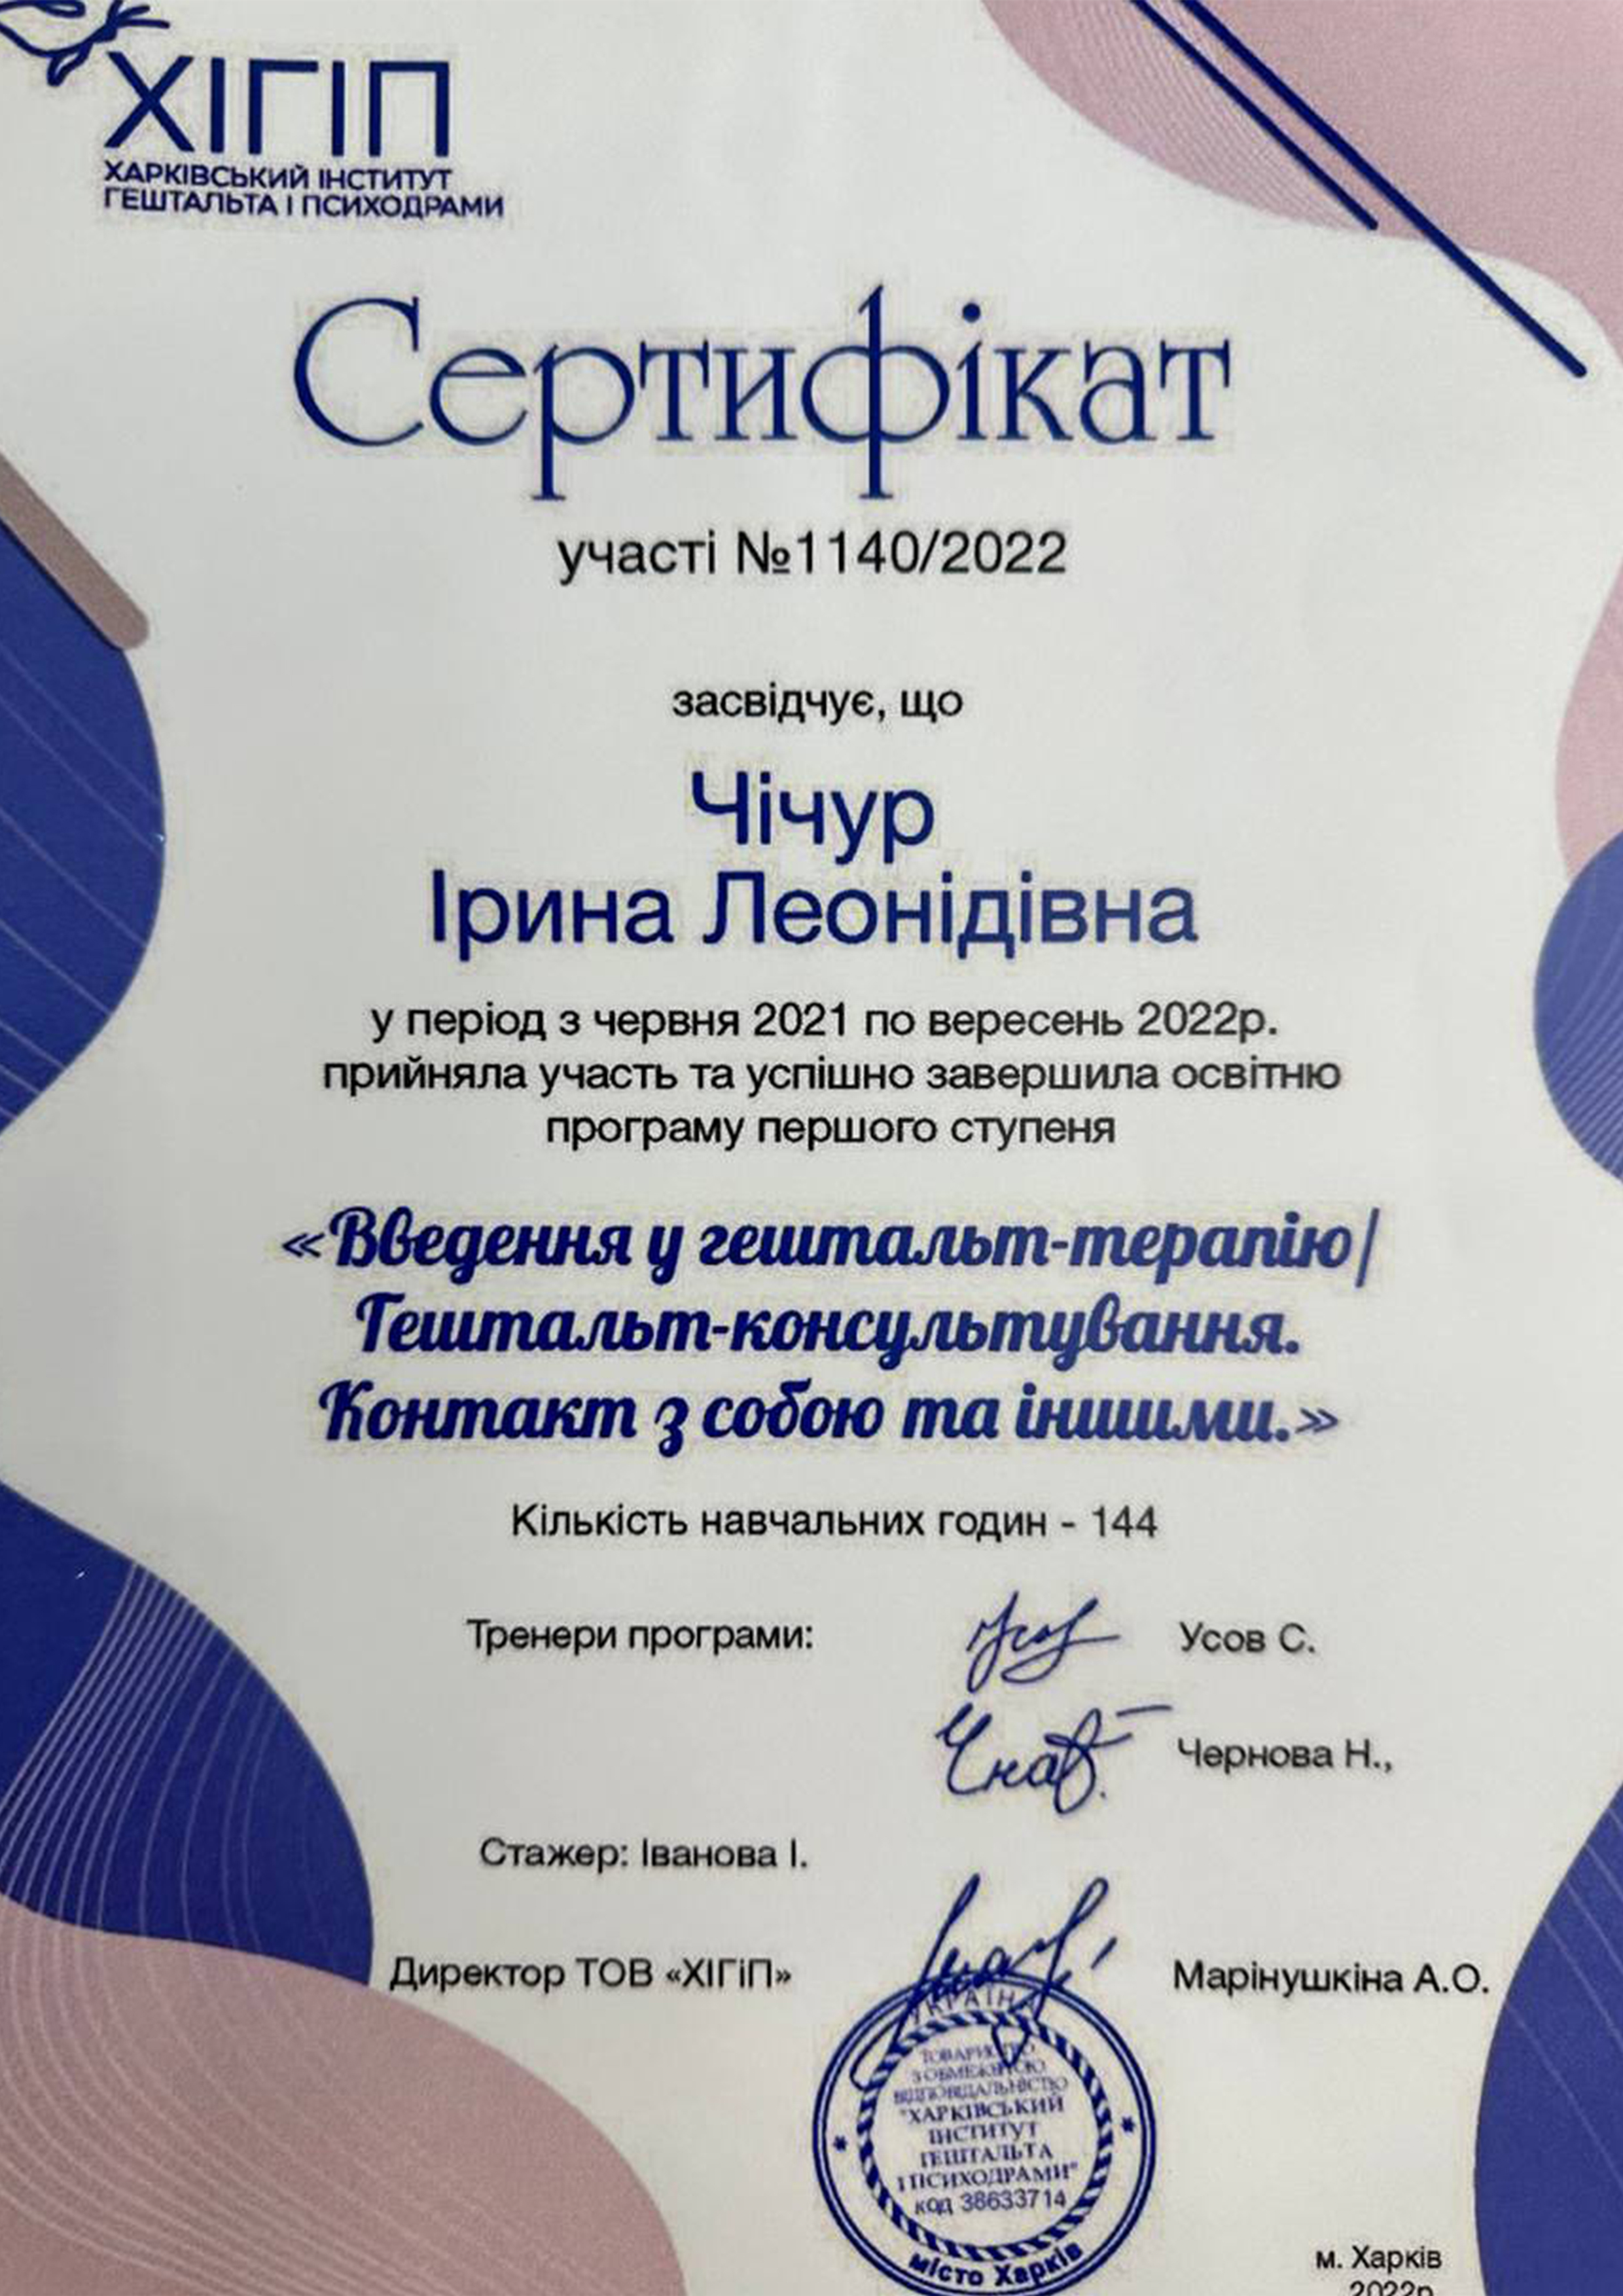 ХІГІП
ХАРКІВСЬКИЙ ІНСТИТУТ
ГЕШТАЛЬТА І ПСИХОДРАМИ
Сертифікат
участі №1140/2022
засвідчує, що
Чічур
Ірина Леонідівна
у період з червня 2021 по вересень 2022р.
прийняла участь та успішно завершила освітню
програму першого ступеня
«Введення у гештальт-терапію/
Гештальт-консультування.
Контакт з собою та іншими.»
Кількість навчальних годин - 144
Тренери програми:
Усов С.
Чернова Н.,
Стажер: Іванова І.
Директор ТОВ «ХІГіП»
Марінушкіна А.О.
УКРАЇНА
ТОВАРИСТВО
З ОБМЕЖЕНОЮ
ВІДПОВІДАЛЬНІСТЮ
"ХАРКІВСЬКИЙ
ІНСТИТУТ
ГЕШТАЛЬТА
І ПСИХОДРАМИ"
код 38633714
місто Харків
м. Харків
2022р.